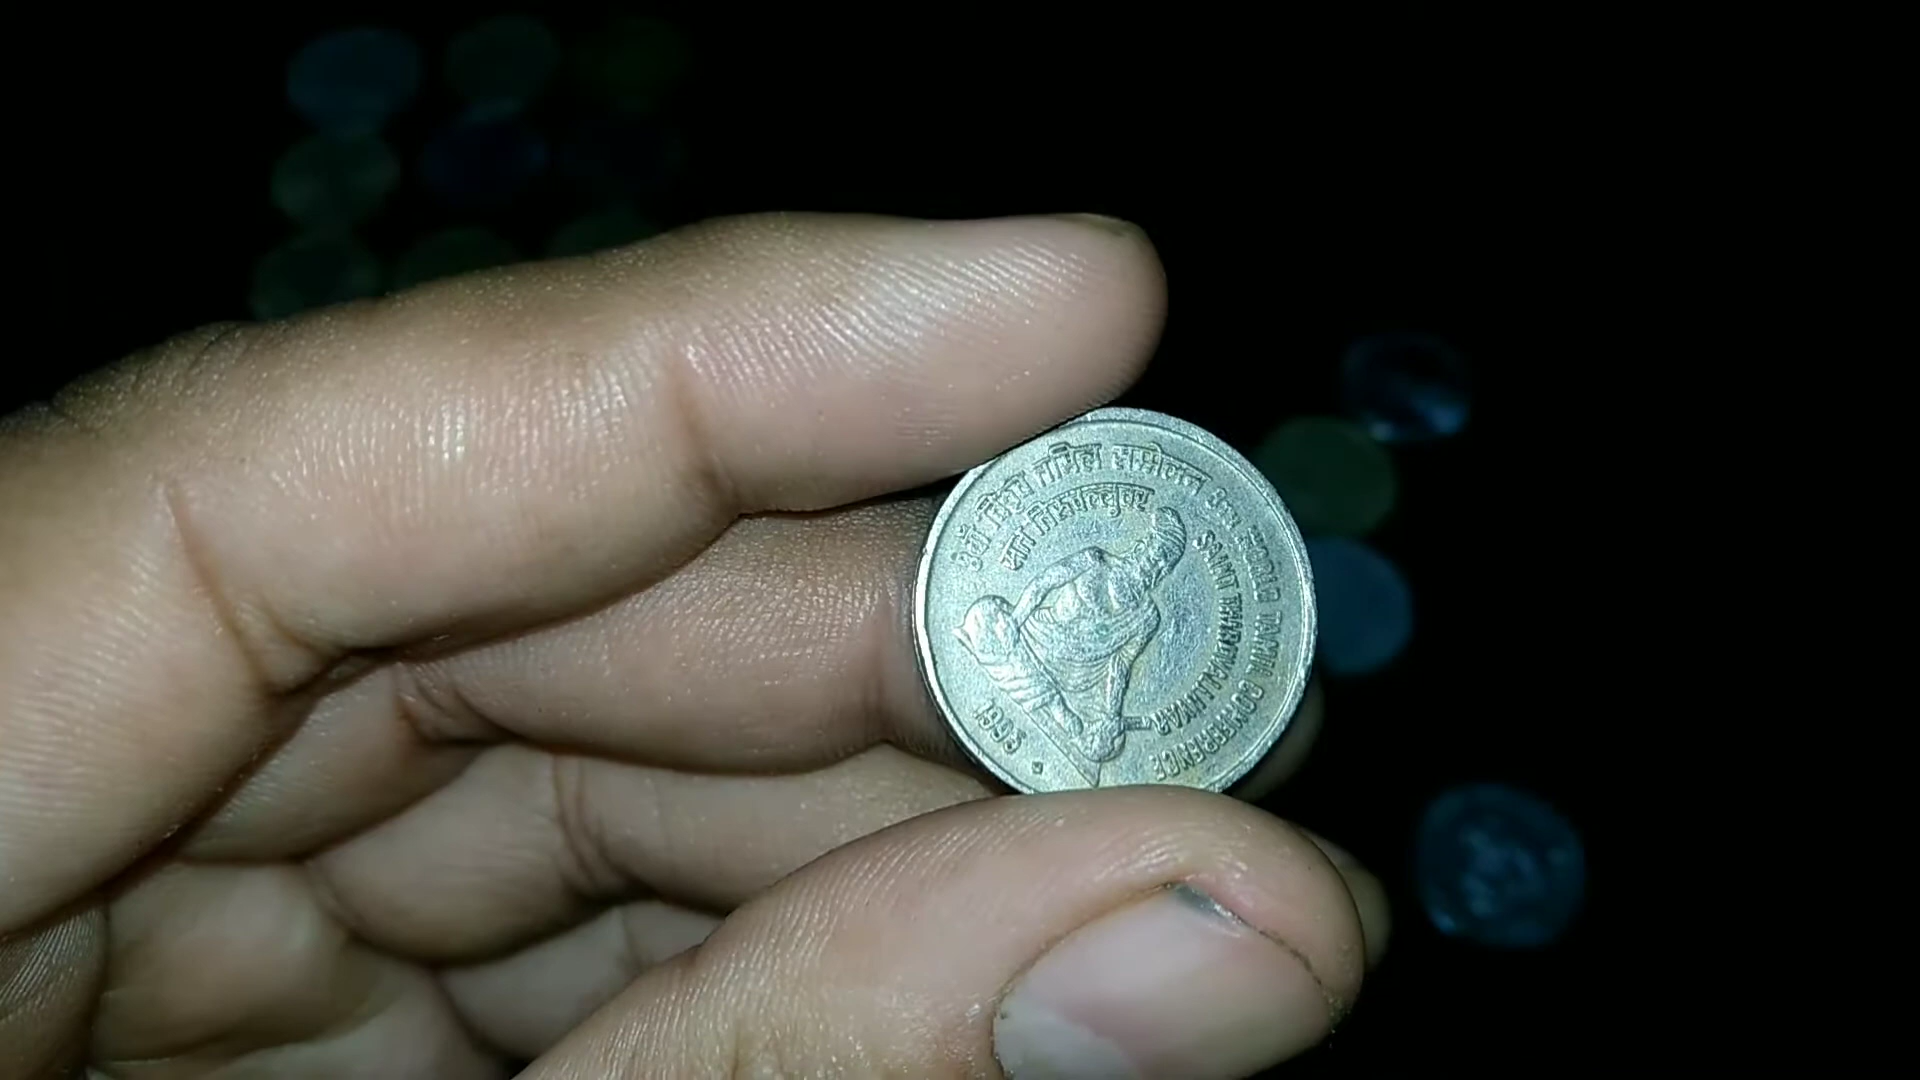 8वाँ विश्व तमिल सम्मेलन 8TH WORLD TAMIL CONFERENCE
संत तिरूवल्लुवर SAINT THIRUVALLUVAR
1995